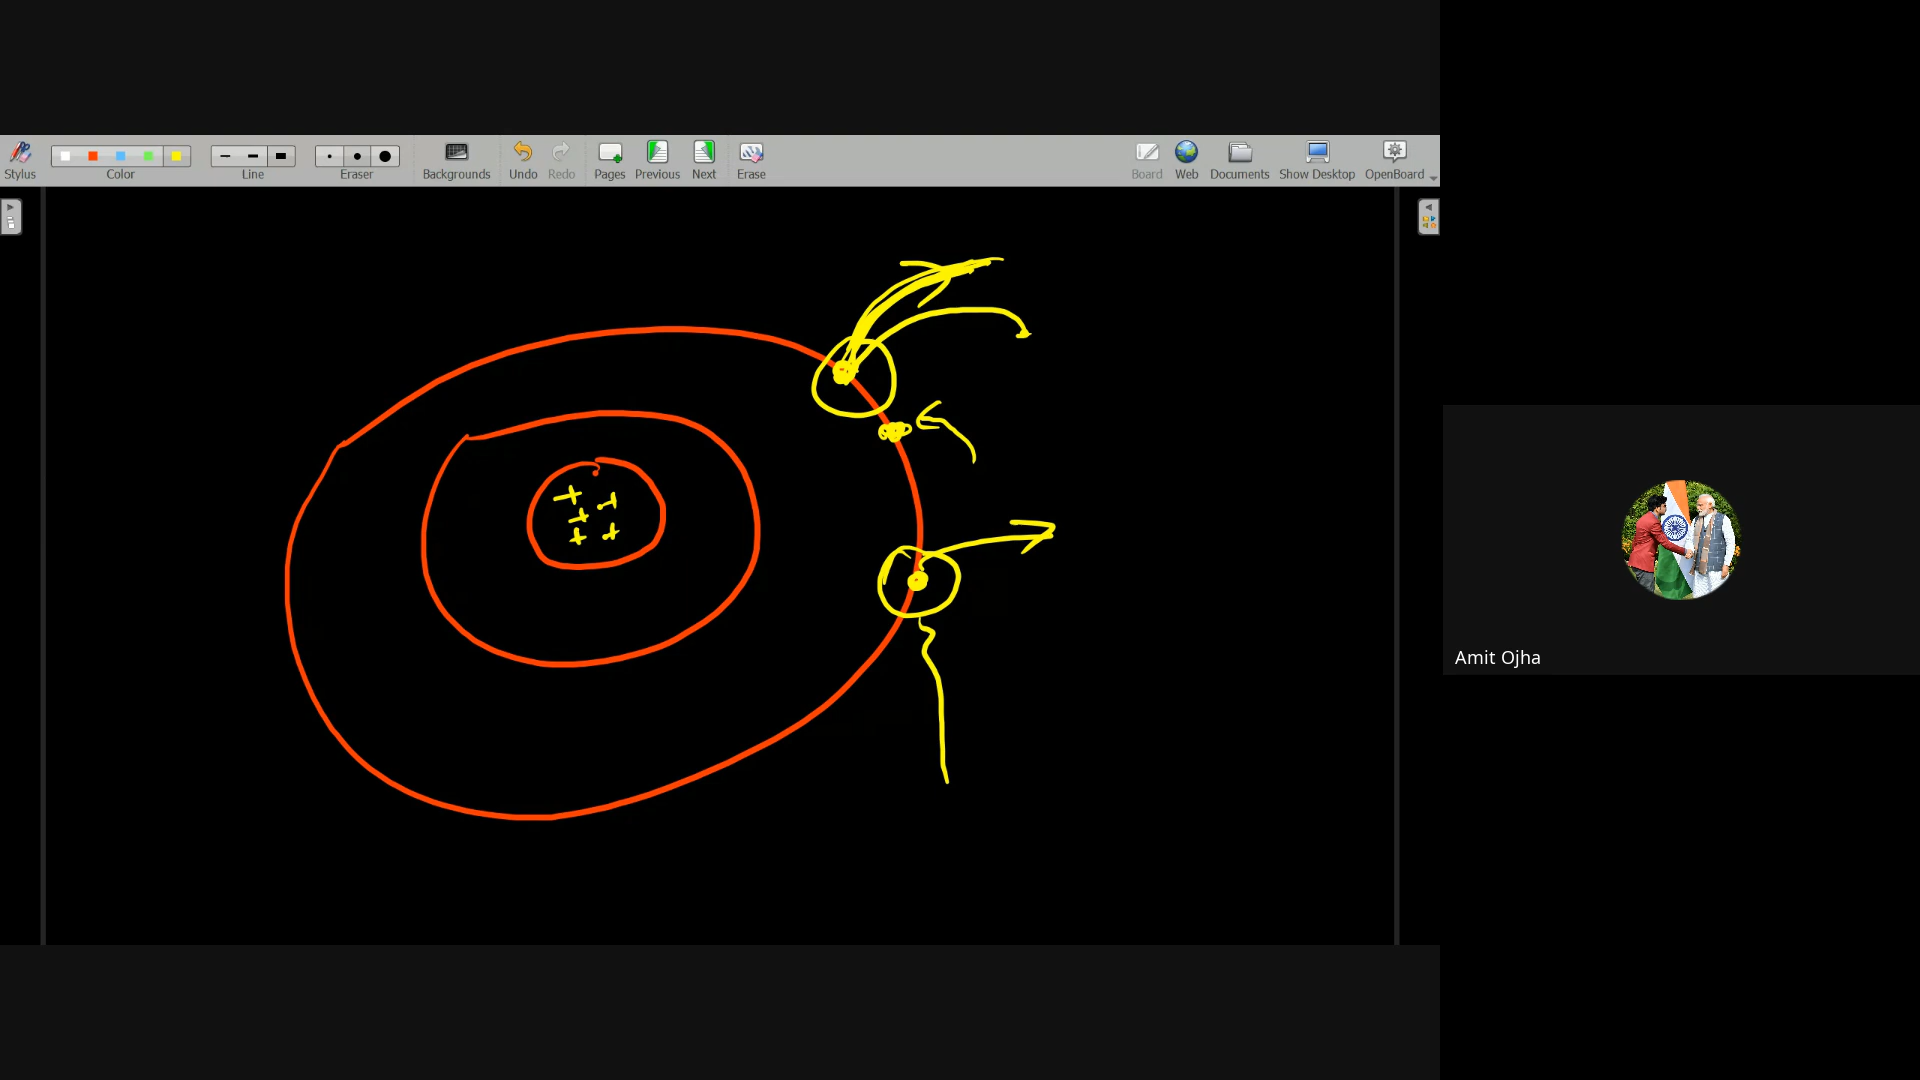 Stylus Color Line Eraser Backgrounds Undo Redo Pages Previous Next Erase Board Web Documents Show Desktop OpenBoard
+ +
+
+ +
Amit Ojha